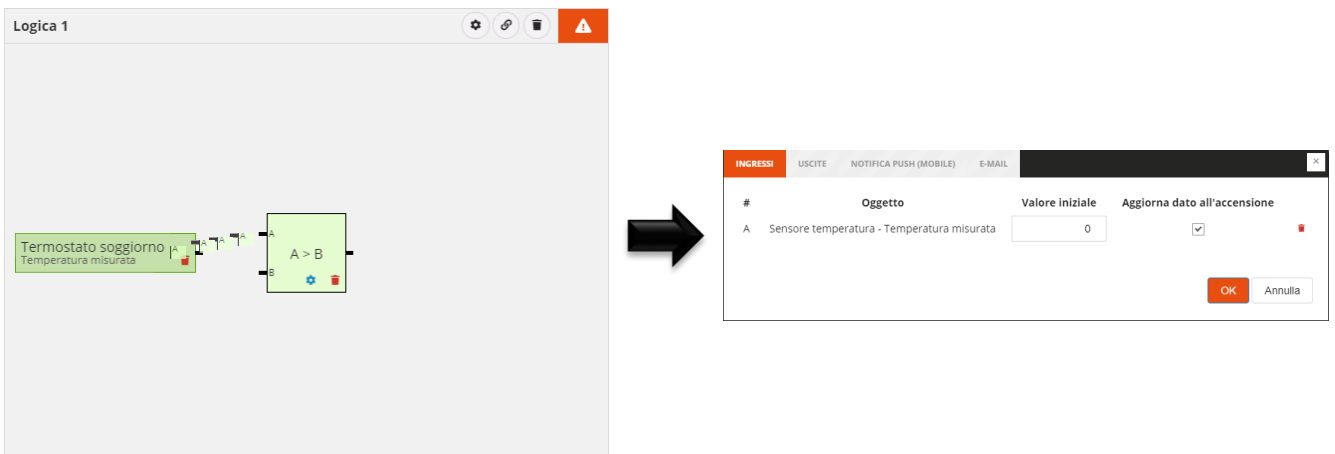 Logica 1
Termostato soggiorno
Temperatura misurata
A
A
A
A
A
B
A > B
INGRESSI USCITE NOTIFICA PUSH (MOBILE) E-MAIL ×
# Oggetto Valore iniziale Aggiorna dato all'accensione
A Sensore temperatura - Temperatura misurata 0
OK Annulla